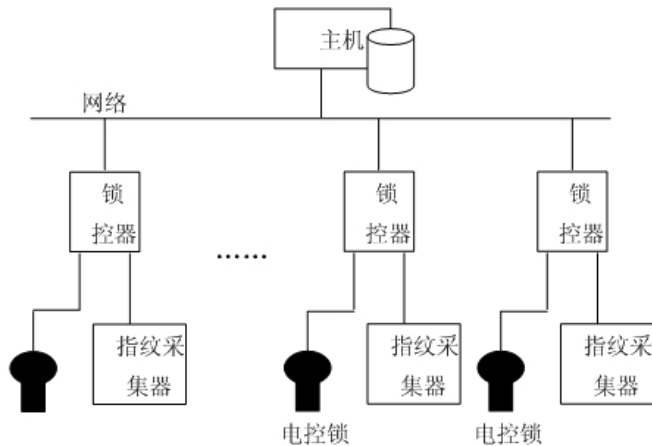 主机
网络
锁
控器
锁
控器
锁
控器
......
指纹采
集器
指纹采
集器
指纹采
集器
电控锁
电控锁